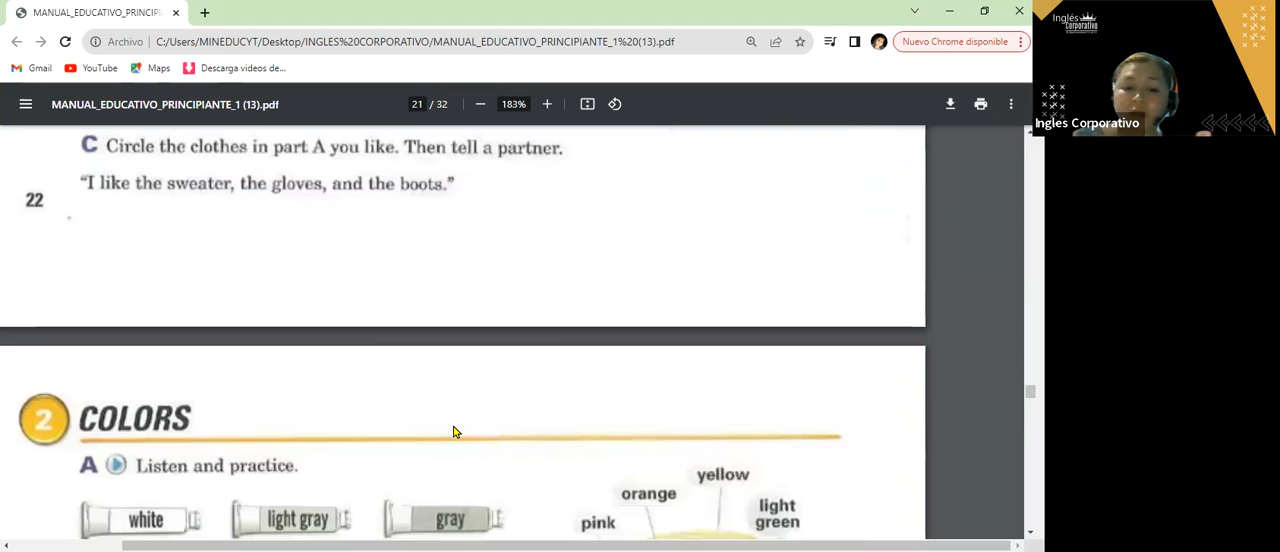 MANUAL_EDUCATIVO_PRINCIPIA
Archivo C:/Users/MINEDUCYT/Desktop/INGLES%20CORPORATIVO/MANUAL_EDUCATIVO_PRINCIPIANTE_1%20(13).pdf
Nuevo Chrome disponible
Gmail YouTube Maps Descarga videos de...
MANUAL_EDUCATIVO_PRINCIPIANTE_1 (13).pdf 21 / 32 183%
Inglés
Corporativo
Ingles Corporativo
C Circle the clothes in part A you like. Then tell a partner.
"I like the sweater, the gloves, and the boots."
22
2 COLORS
A Listen and practice.
yellow
orange
light
green
pink
white light gray gray